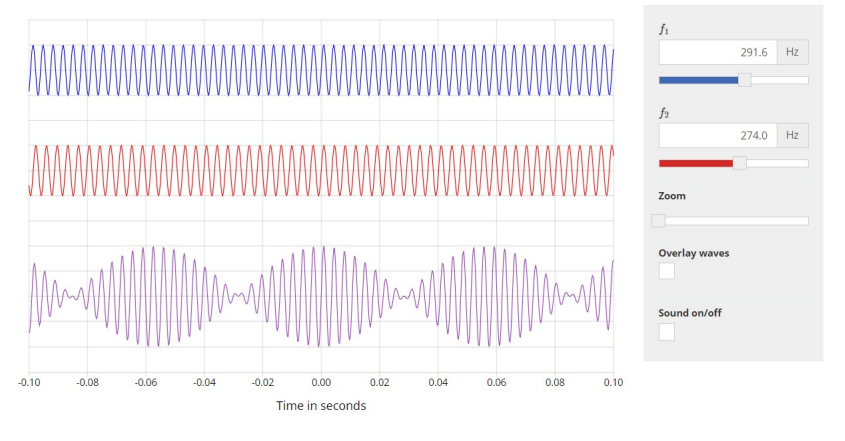 f₁
291.6 Hz
f₂
274.0 Hz
Zoom
Overlay waves
Sound on/off
-0.10 -0.08 -0.06 -0.04 -0.02 0.00 0.02 0.04 0.06 0.08 0.10
Time in seconds